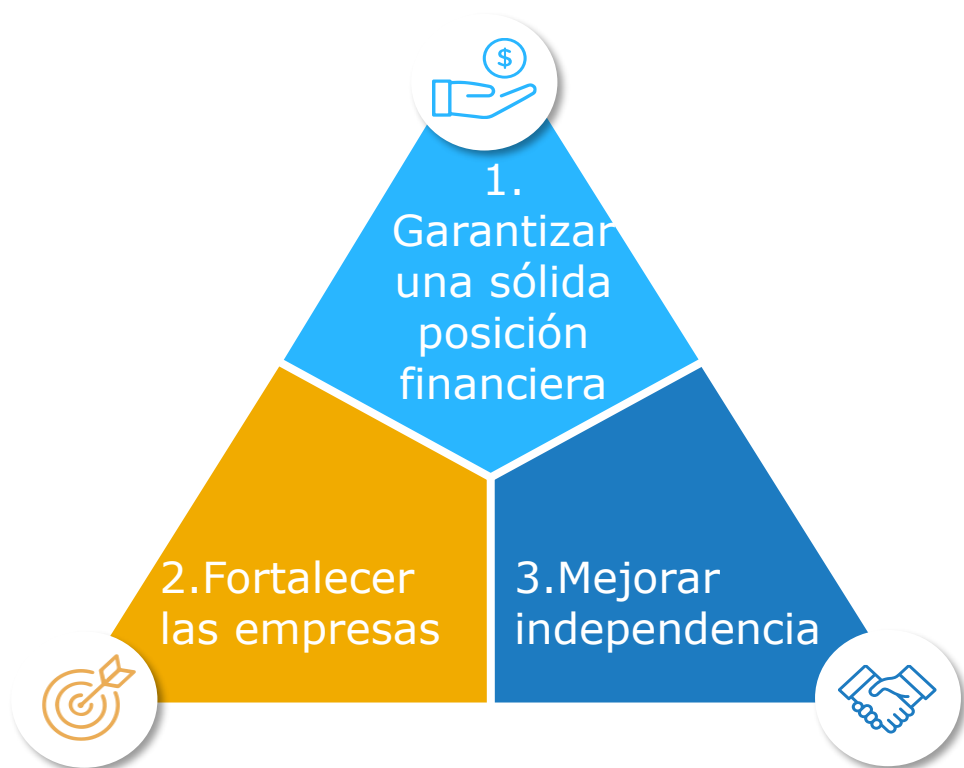 $
1.
Garantizar
una sólida
posición
financiera
2.Fortalecer
las empresas
3.Mejorar
independencia